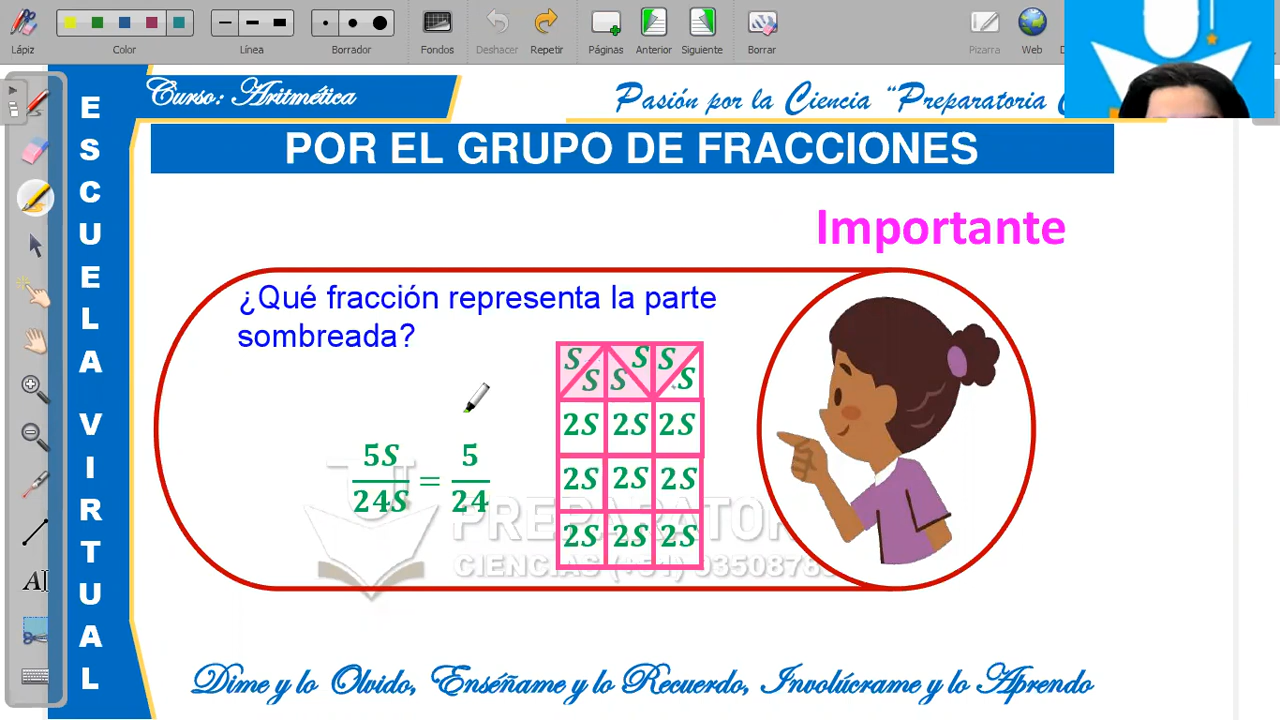 Lápiz
Color
Línea
Borrador
Fondos
Deshacer
Repetir
Páginas
Anterior
Siguiente
Borrar
Pizarra
Web
ESCUELA VIRTUAL
Curso: Aritmética
Pasión por la Ciencia "Preparatoria
POR EL GRUPO DE FRACCIONES
Importante
¿Qué fracción representa la parte
sombreada?
S S S S S S
2S 2S 2S
2S 2S 2S
2S 2S 2S
5S/24S = 5/24
CIENCIAS
Dime y lo Olvido, Enséñame y lo Recuerdo, Involúcrame y lo Aprendo